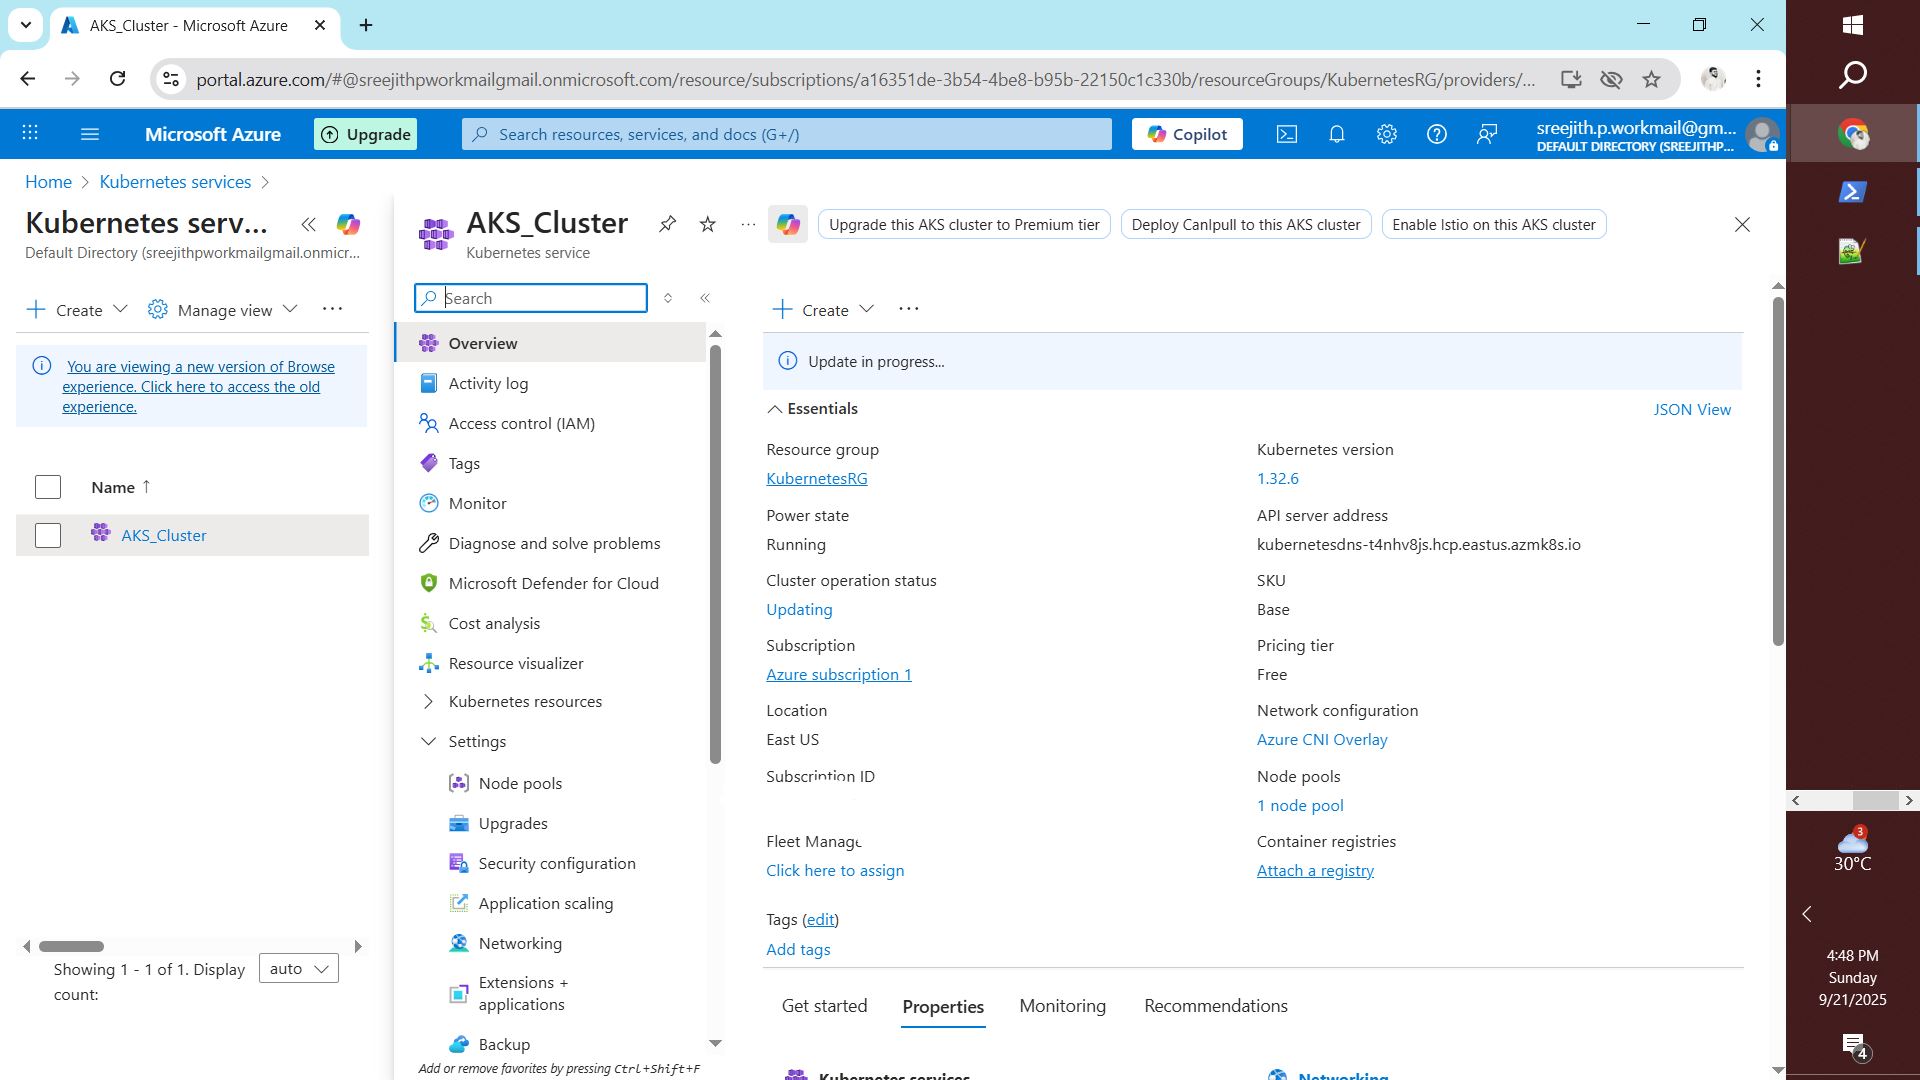 AKS_Cluster - Microsoft Azure
portal.azure.com/#@sreejithpworkmailgmail.onmicrosoft.com/resource/subscriptions/a16351de-3b54-4be8-b95b-22150c1c330b/resourceGroups/KubernetesRG/providers/...
Microsoft Azure
Upgrade
Search resources, services, and docs (G+/)
Copilot
sreejith.p.workmail@gm...
DEFAULT DIRECTORY (SREEJITHP...
Home
Kubernetes services
Kubernetes serv...
Default Directory (sreejithpworkmailgmail.onmicr...
Create
Manage view
You are viewing a new version of Browse
experience. Click here to access the old
experience.
Name ↑
AKS_Cluster
Showing 1 - 1 of 1. Display
count:
auto
AKS_Cluster
Kubernetes service
Upgrade this AKS cluster to Premium tier
Deploy CanIpull to this AKS cluster
Enable Istio on this AKS cluster
Search
Overview
Activity log
Access control (IAM)
Tags
Monitor
Diagnose and solve problems
Microsoft Defender for Cloud
Cost analysis
Resource visualizer
Kubernetes resources
Settings
Node pools
Upgrades
Security configuration
Application scaling
Networking
Extensions +
applications
Backup
Add or remove favorites by pressing Ctrl+Shift+F
Create
Update in progress...
Essentials
JSON View
Resource group
KubernetesRG
Power state
Running
Cluster operation status
Updating
Subscription
Azure subscription 1
Location
East US
Subscription ID
Fleet Manage
Click here to assign
Kubernetes version
1.32.6
API server address
kubernetesdns-t4nhv8js.hcp.eastus.azmk8s.io
SKU
Base
Pricing tier
Free
Network configuration
Azure CNI Overlay
Node pools
1 node pool
Container registries
Attach a registry
Tags (edit)
Add tags
Get started
Properties
Monitoring
Recommendations
Kubernetes services
Networking
3
30°C
4:48 PM
Sunday
9/21/2025
4